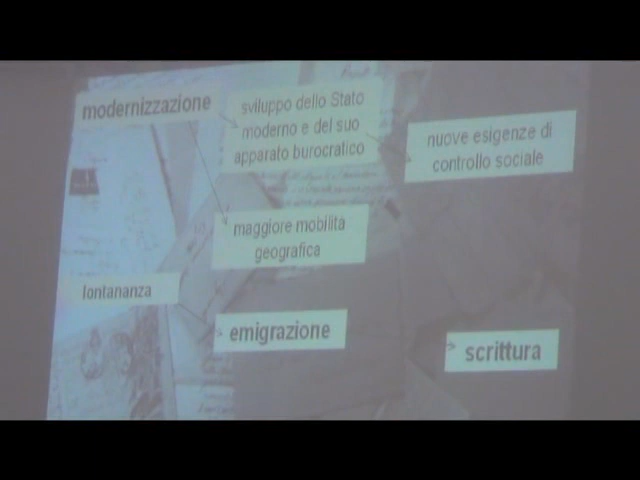 modernizzazione
sviluppo dello Stato
moderno e del suo
apparato burocratico
nuove esigenze di
controllo sociale
maggiore mobilita
geografica
lontananza
emigrazione
scrittura